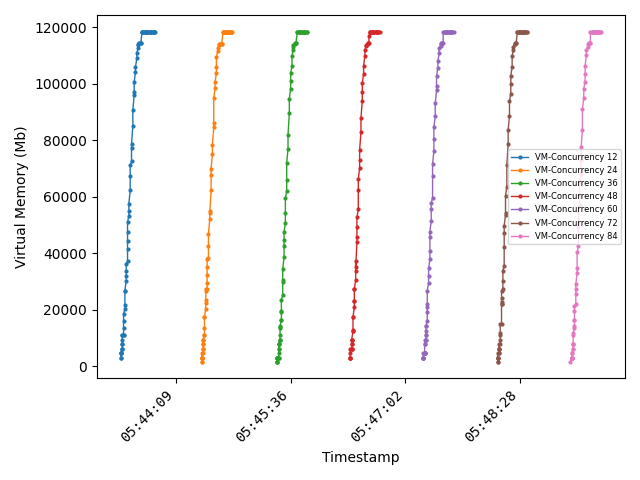 120000
100000
80000
60000
40000
20000
0
Virtual Memory (Mb)
VM-Concurrency 12
VM-Concurrency 24
VM-Concurrency 36
VM-Concurrency 48
VM-Concurrency 60
VM-Concurrency 72
VM-Concurrency 84
05:44:09
05:45:36
05:47:02
05:48:28
Timestamp